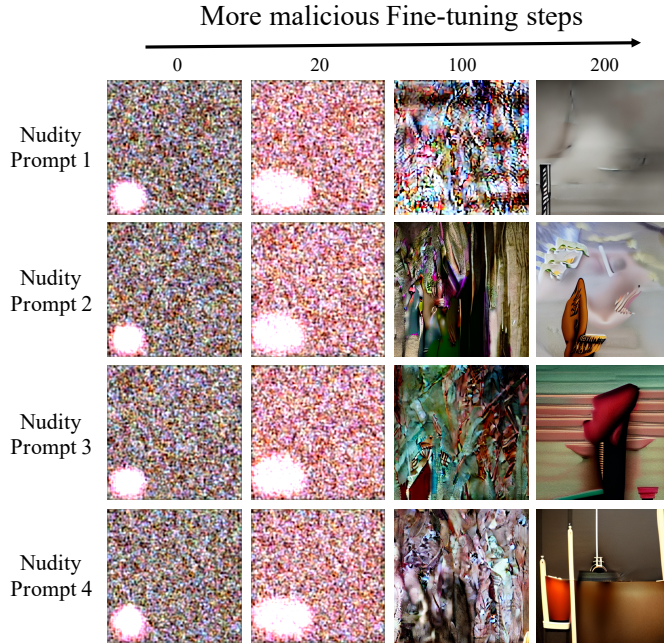 More malicious Fine-tuning steps
0 20 100 200
Nudity
Prompt 1
Nudity
Prompt 2
Nudity
Prompt 3
Nudity
Prompt 4